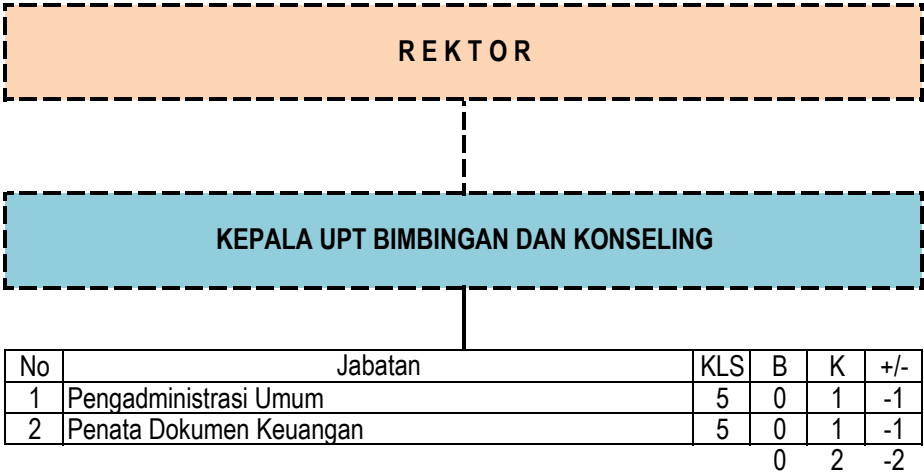 R E K T O R
KEPALA UPT BIMBINGAN DAN KONSELING
No Jabatan KLS B K +/-
1 Pengadministrasi Umum 5 0 1 -1
2 Penata Dokumen Keuangan 5 0 1 -1
0 2 -2